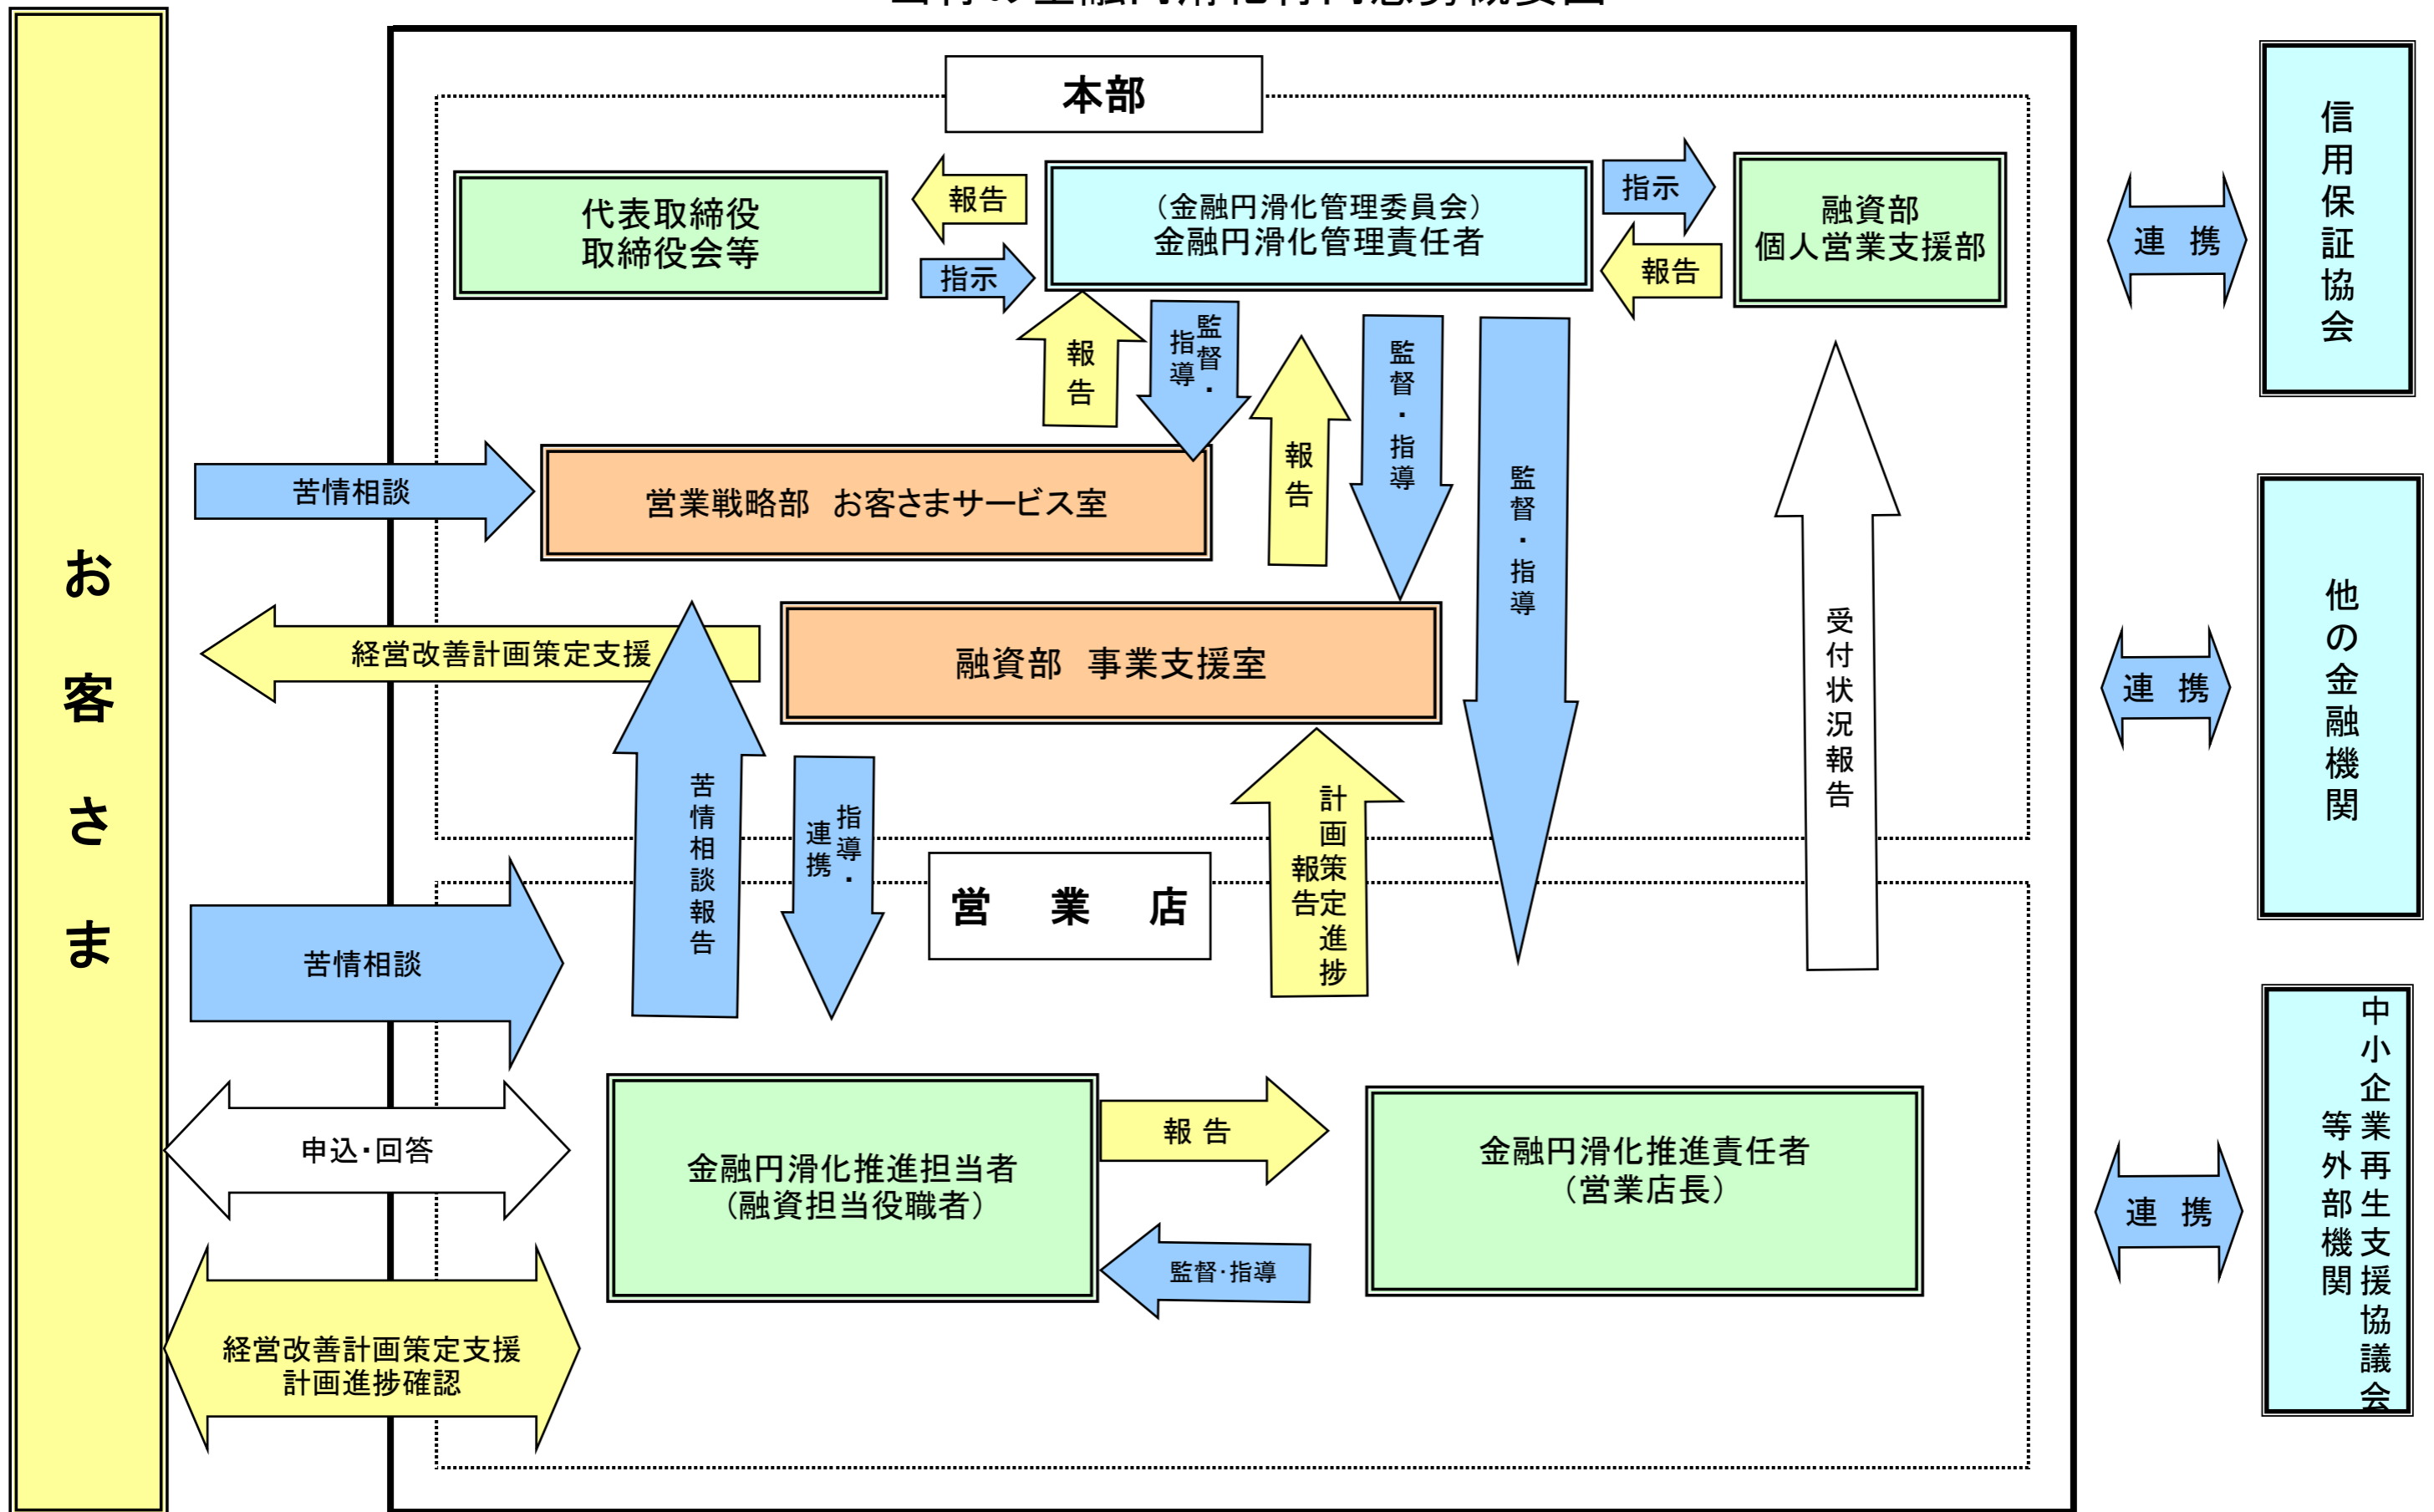 本部
代表取締役
取締役会等
報告
指示
（金融円滑化管理委員会）
金融円滑化管理責任者
指示
報告
融資部
個人営業支援部
報告
監督・
指導
報告
監督・指導
監督・指導
受付状況報告
苦情相談
営業戦略部　お客さまサービス室
経営改善計画策定支援
融資部　事業支援室
お客さま
苦情相談報告
指導・
連携
計画策定進捗
報告
営　業　店
苦情相談
申込・回答
経営改善計画策定支援
計画進捗確認
金融円滑化推進担当者
（融資担当役職者）
報 告
監督・指導
金融円滑化推進責任者
（営業店長）
連 携
信用保証協会
連 携
他の金融機関
連 携
中小企業再生支援協議会
等外部機関